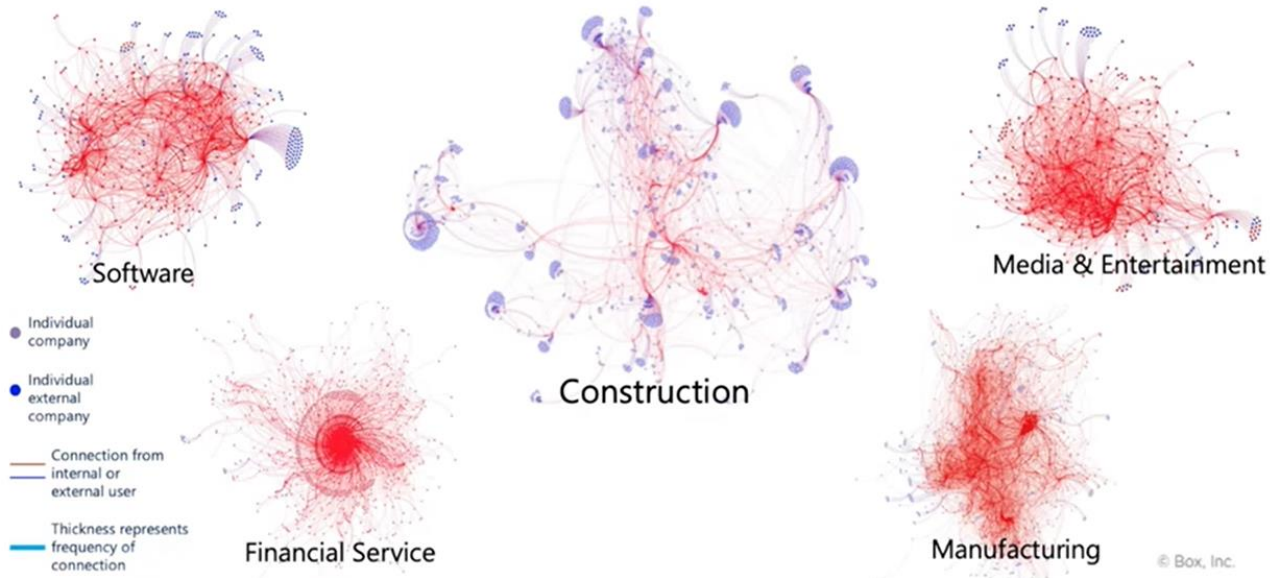 Software
Construction
Media & Entertainment
Individual
company
Individual
external
company
Connection from
internal or
external user
Thickness represents
frequency of
connection
Financial Service
Manufacturing
© Box, Inc.